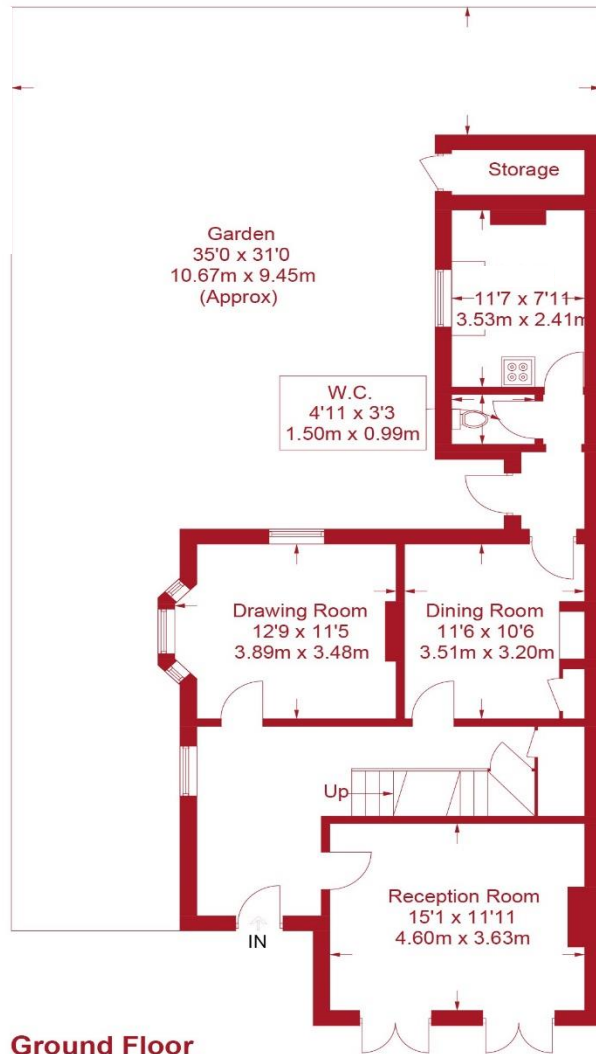 Storage
Garden
35'0 x 31'0
10.67m x 9.45m
(Approx)
11'7 x 7'11
3.53m x 2.41m
W.C.
4'11 x 3'3
1.50m x 0.99m
Drawing Room
12'9 x 11'5
3.89m x 3.48m
Dining Room
11'6 x 10'6
3.51m x 3.20m
Up
Reception Room
15'1 x 11'11
4.60m x 3.63m
IN
Ground Floor